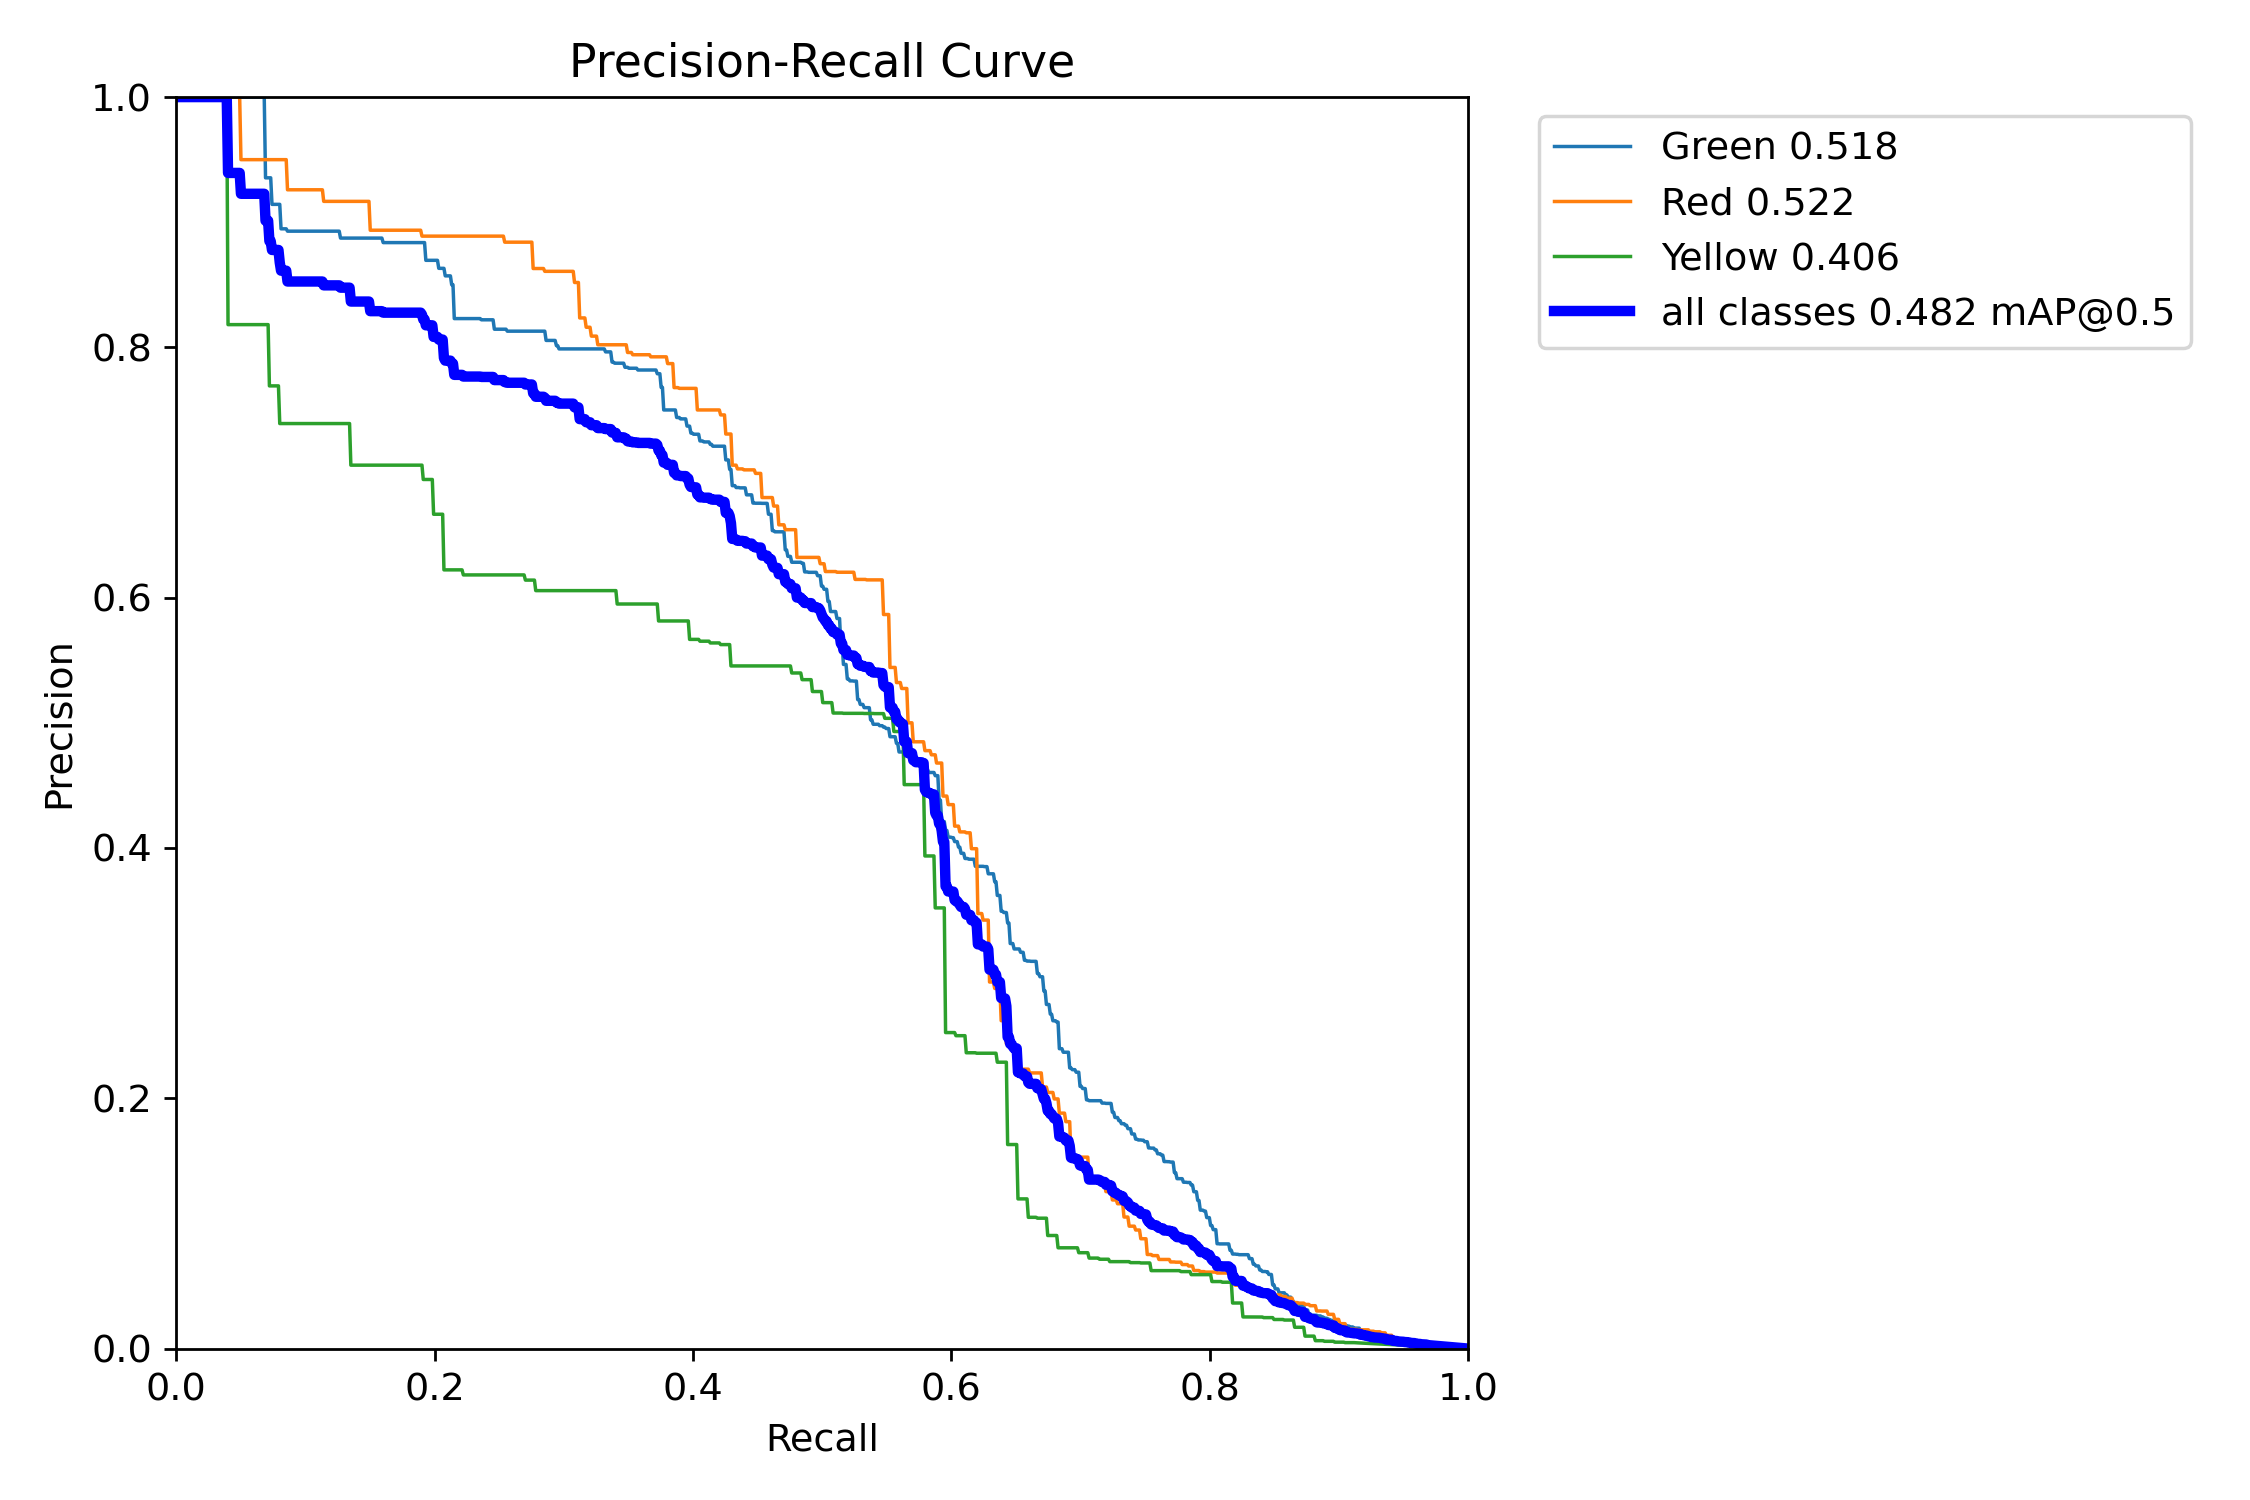 Precision-Recall Curve
1.0
0.8
0.6
0.4
0.2
0.0
Precision
0.0 0.2 0.4 0.6 0.8 1.0
Recall
Green 0.518
Red 0.522
Yellow 0.406
all classes 0.482 mAP@0.5